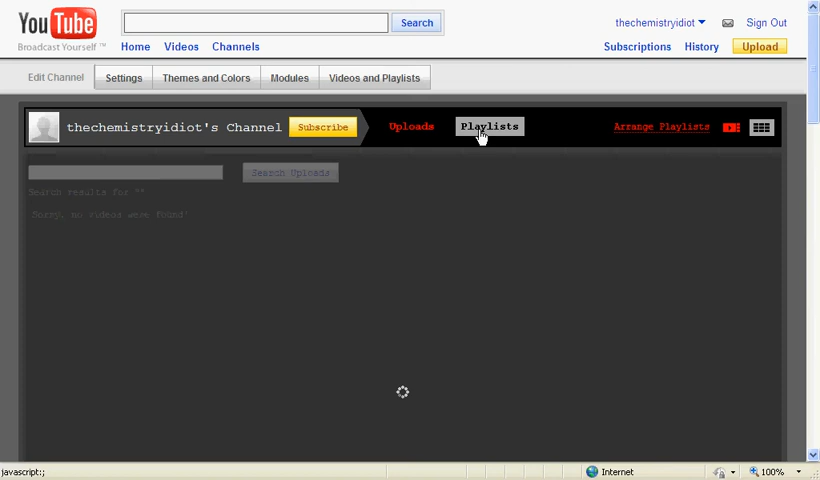 YouTube
Broadcast Yourself ™
Search
thechemistryidiot
Sign Out
Home Videos Channels
Subscriptions History Upload
Edit Channel Settings Themes and Colors Modules Videos and Playlists
thechemistryidiot's Channel Subscribe Uploads Playlists Arrange Playlists
Search Uploads
Search results for ""
Sorry, no videos were found'
javascript:; Internet 100%